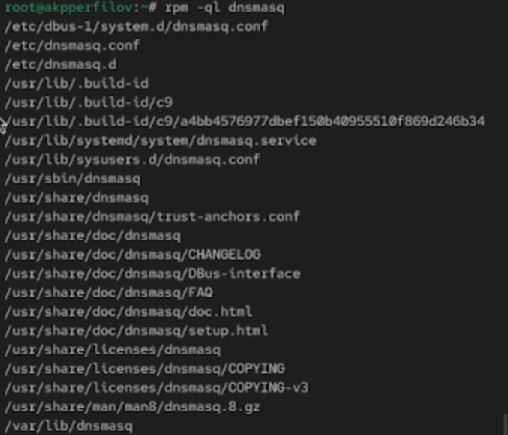 root@akpperfilov:~# rpm -ql dnsmasq
/etc/dbus-1/system.d/dnsmasq.conf
/etc/dnsmasq.conf
/etc/dnsmasq.d
/usr/lib/.build-id
/usr/lib/.build-id/c9
/usr/lib/.build-id/c9/a4bb4576977dbef150b40955510f869d246b34
/usr/lib/systemd/system/dnsmasq.service
/usr/lib/sysusers.d/dnsmasq.conf
/usr/sbin/dnsmasq
/usr/share/dnsmasq
/usr/share/dnsmasq/trust-anchors.conf
/usr/share/doc/dnsmasq
/usr/share/doc/dnsmasq/CHANGELOG
/usr/share/doc/dnsmasq/DBus-interface
/usr/share/doc/dnsmasq/FAQ
/usr/share/doc/dnsmasq/doc.html
/usr/share/doc/dnsmasq/setup.html
/usr/share/licenses/dnsmasq
/usr/share/licenses/dnsmasq/COPYING
/usr/share/licenses/dnsmasq/COPYING-v3
/usr/share/man/man8/dnsmasq.8.gz
/var/lib/dnsmasq